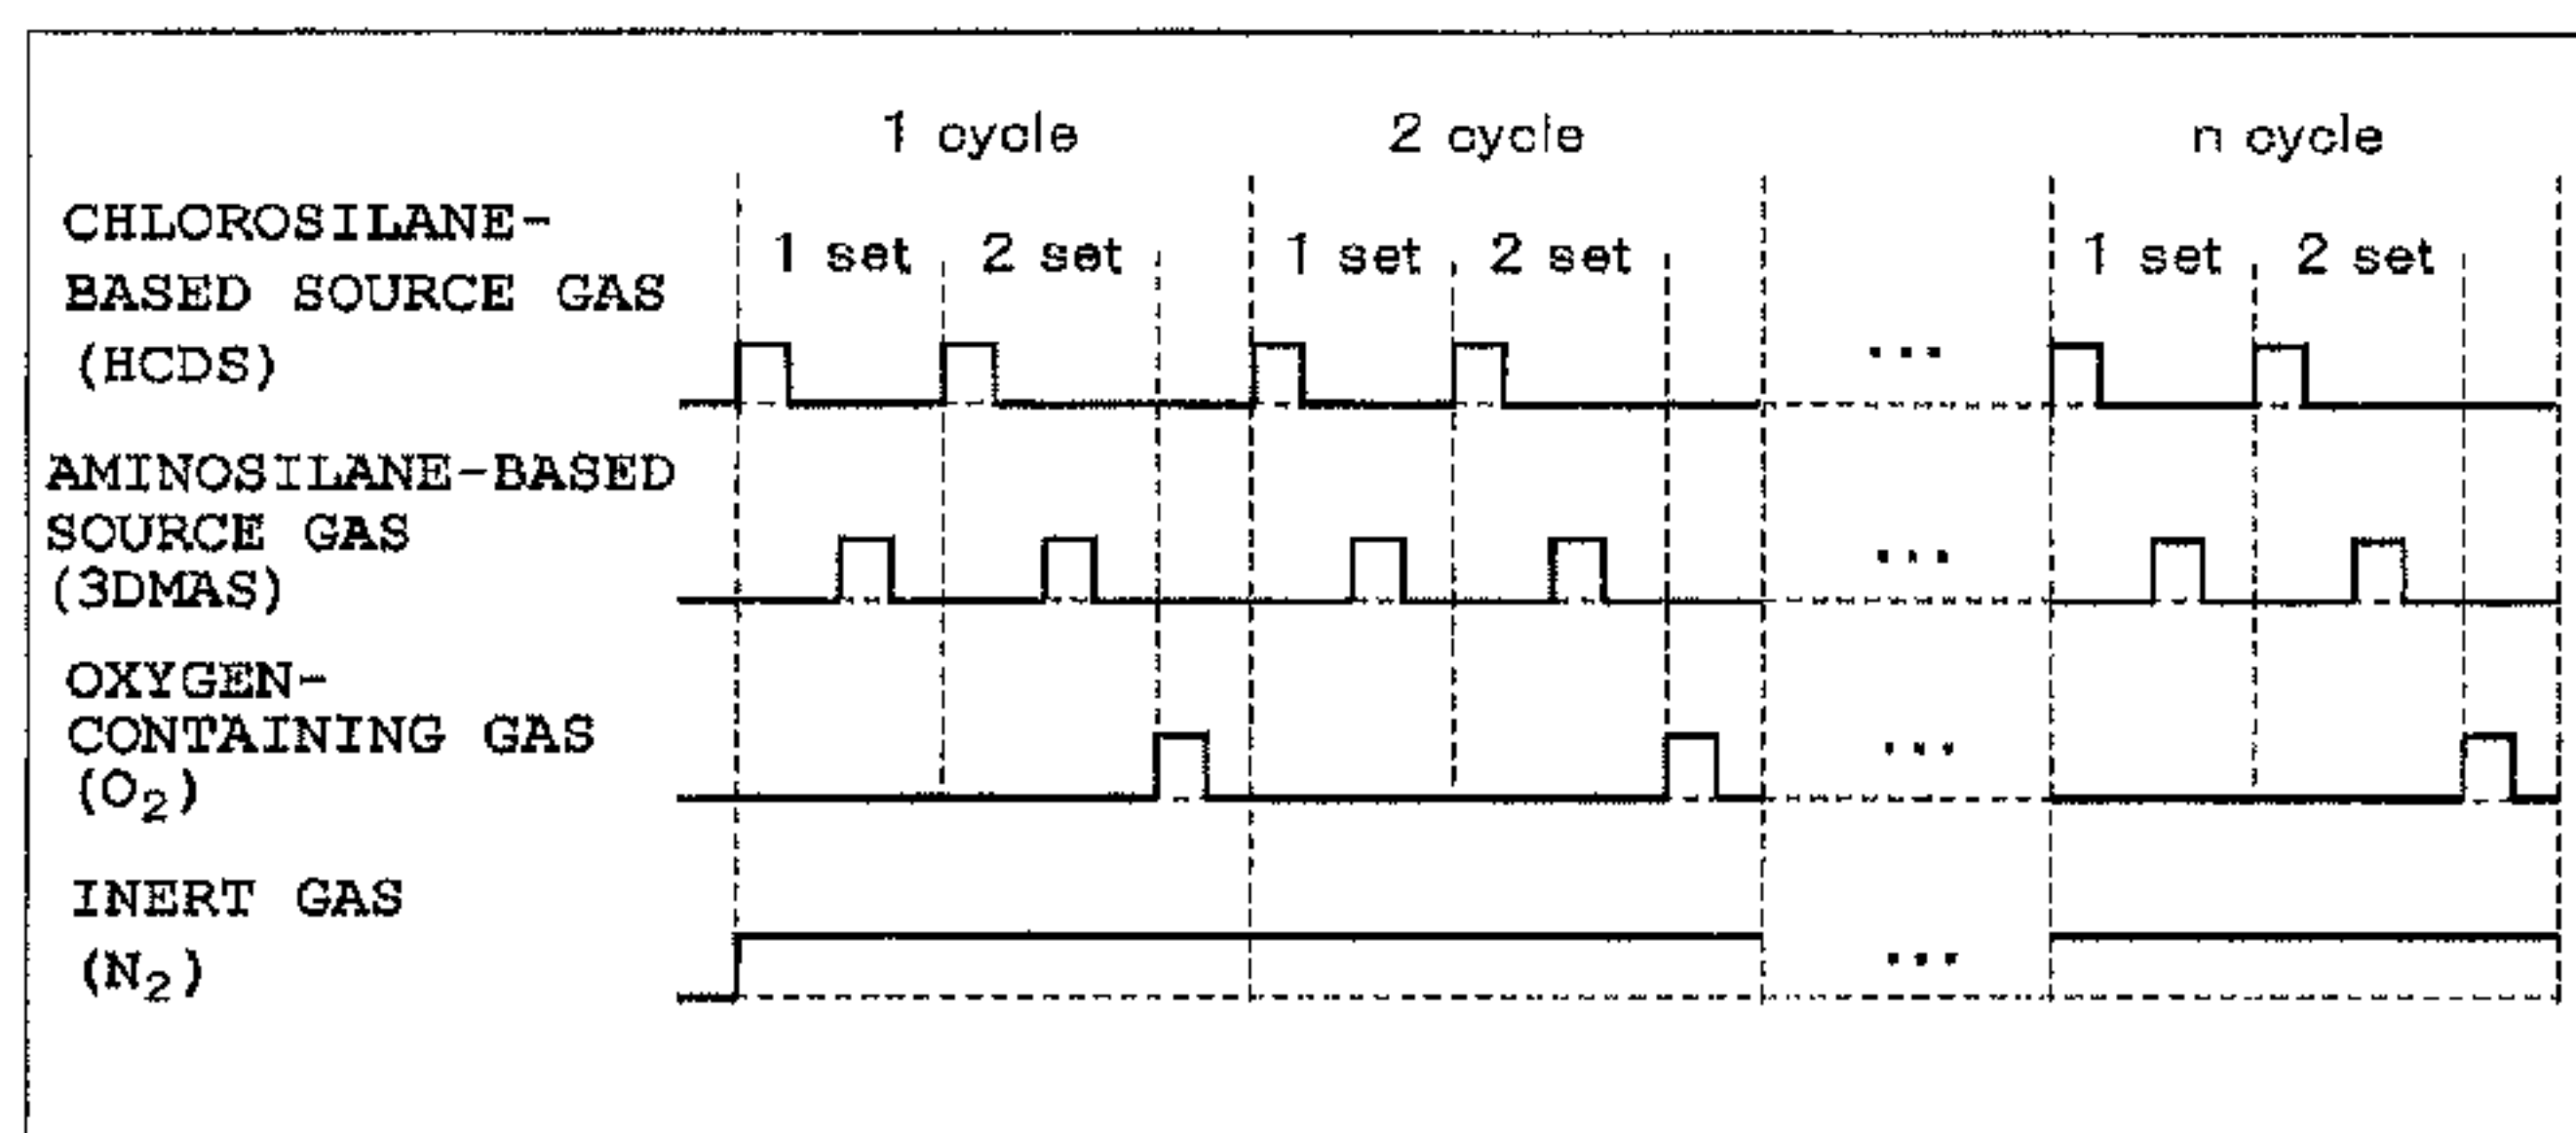 1 cycle 2 cycle n cycle
CHLOROSILANE-
1 set 2 set 1 set 2 set 1 set 2 set
BASED SOURCE GAS
(HCDS)
...
AMINOSILANE-BASED
SOURCE GAS
...
(3DMAS)
OXYGEN-
CONTAINING GAS
...
(O₂)
INERT GAS
(N₂)
...